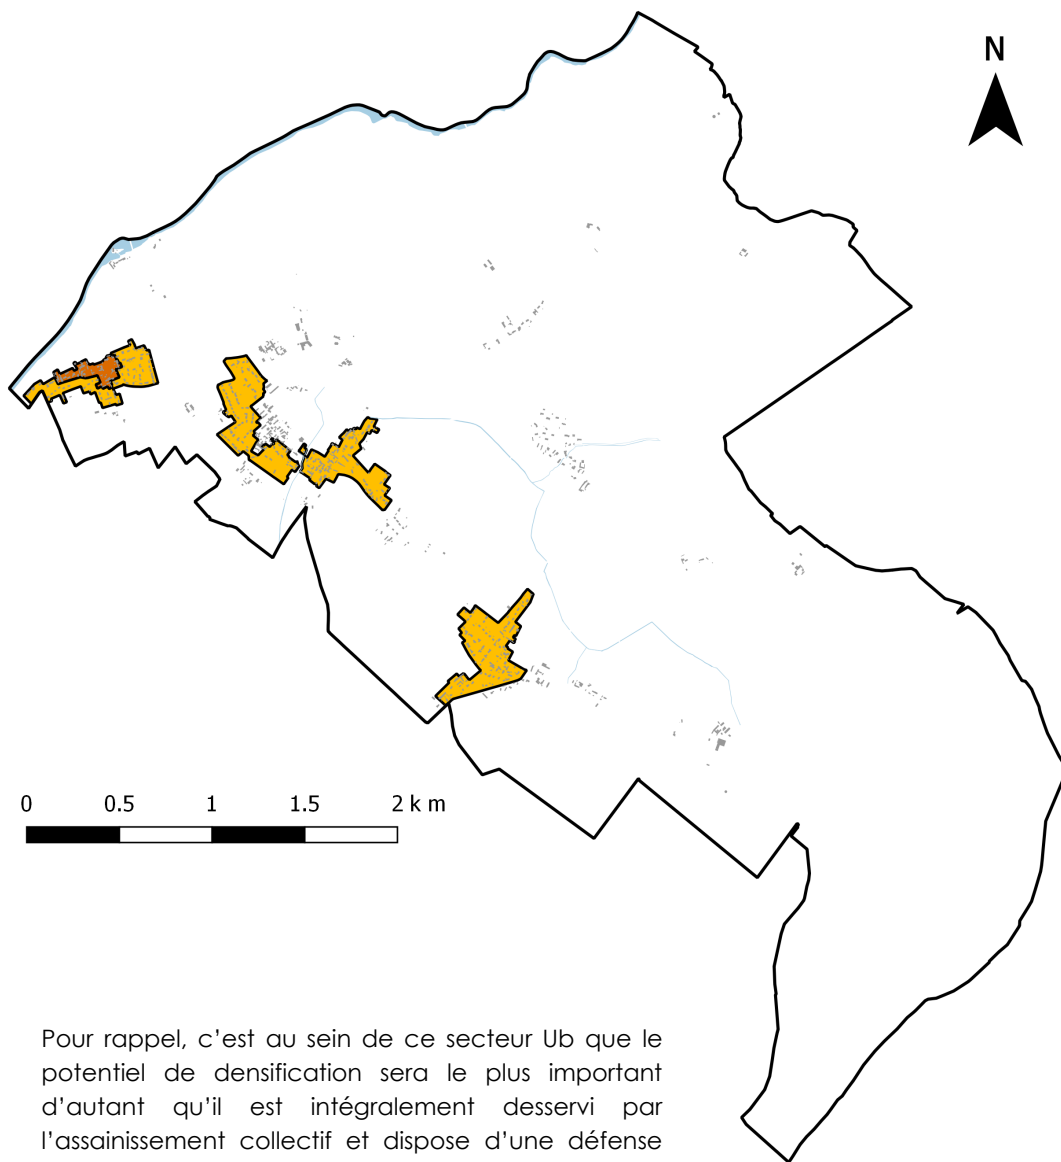 N
0 0.5 1 1.5 2 k m
Pour rappel, c’est au sein de ce secteur Ub que le
potentiel de densification sera le plus important
d’autant qu’il est intégralement desservi par
l’assainissement collectif et dispose d’une défense